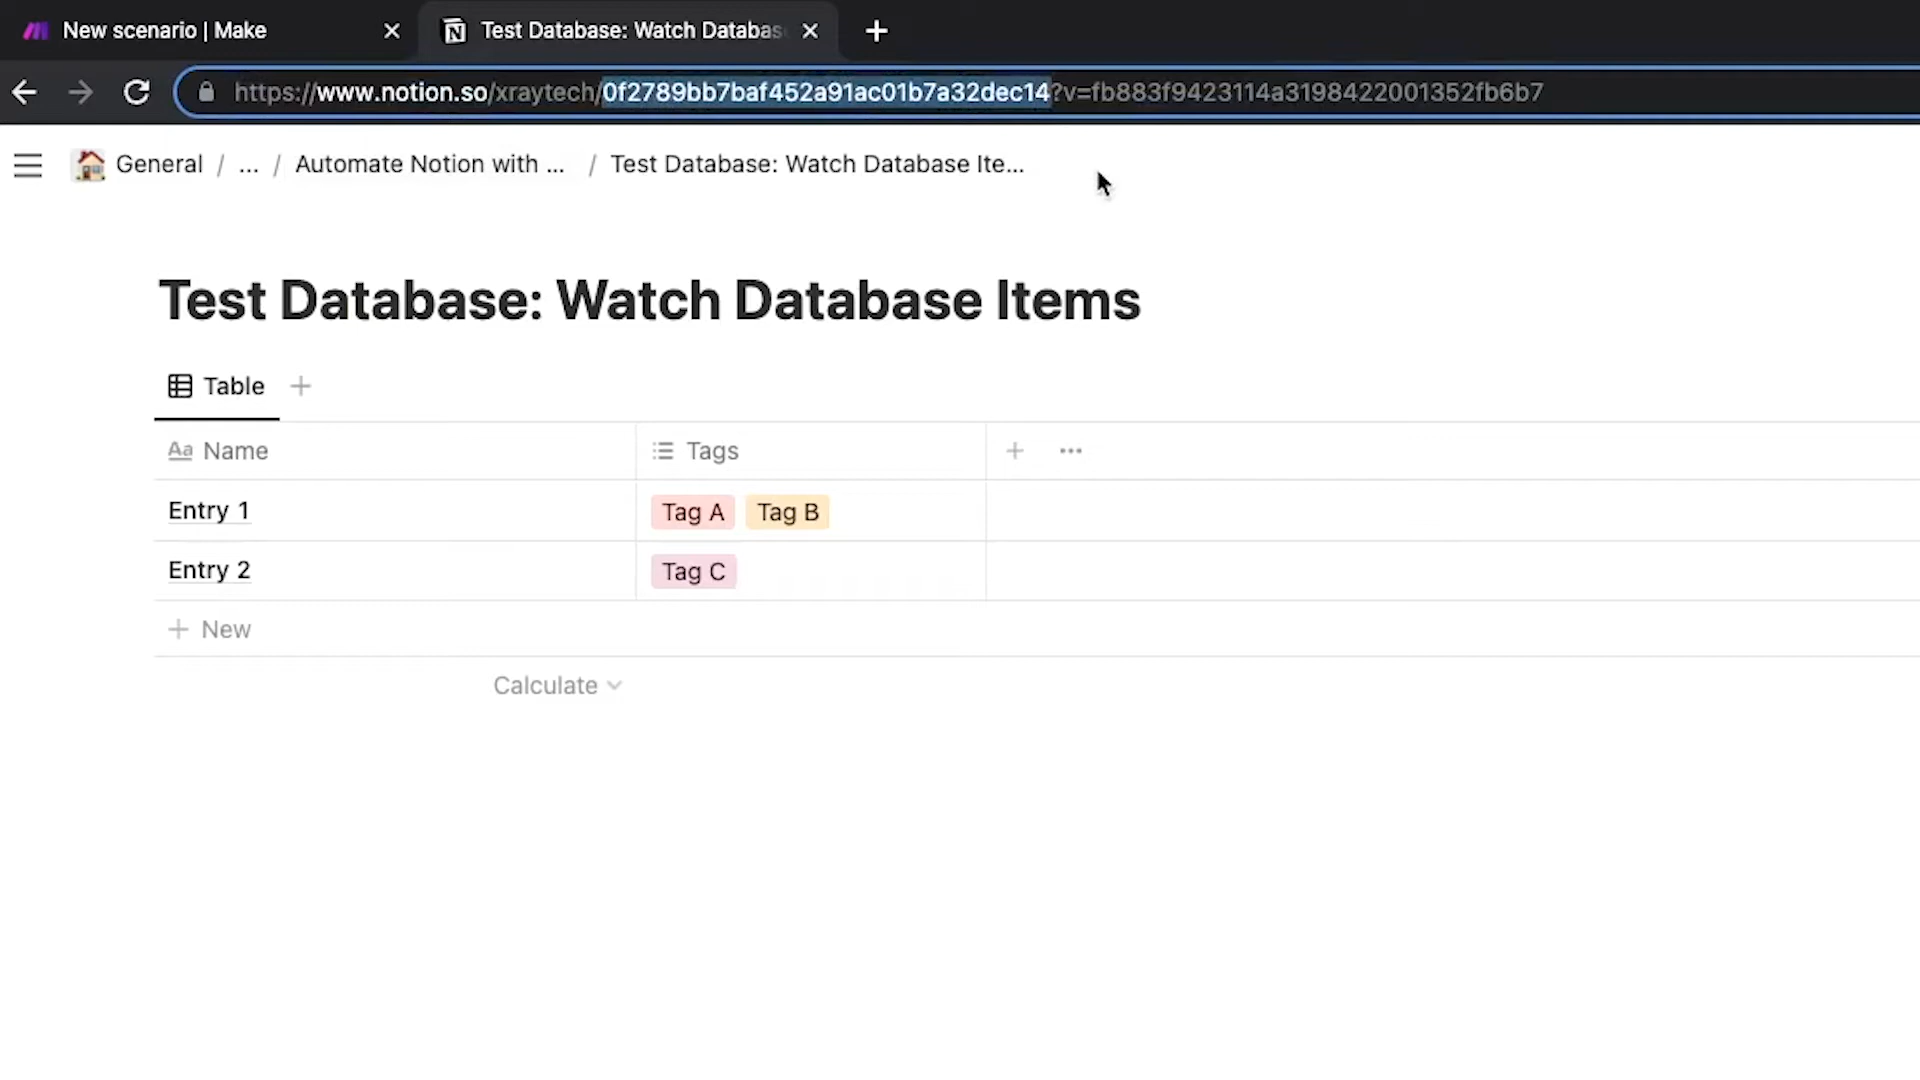 New scenario | Make
Test Database: Watch Databas
https://www.notion.so/xraytech/0f2789bb7baf452a91ac01b7a32dec14?v=fb883f9423114a3198422001352fb6b7
General / ... / Automate Notion with ... / Test Database: Watch Database Ite...
Test Database: Watch Database Items
Table
Aa Name Tags
Entry 1 Tag A Tag B
Entry 2 Tag C
New
Calculate